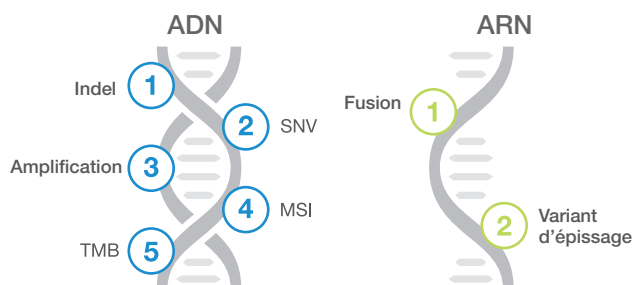 ADN
Indel 1
2 SNV
Amplification 3
4 MSI
TMB 5
ARN
Fusion 1
2 Variant
d'épissage